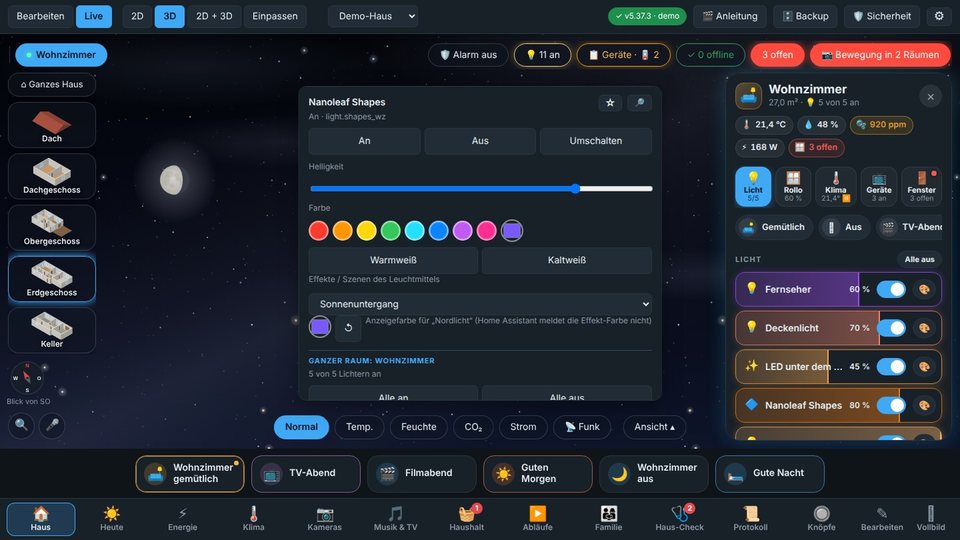 Bearbeiten Live 2D 3D 2D + 3D Einpassen Demo-Haus ✓ v5.37.3 · demo Anleitung Backup Sicherheit
Wohnzimmer Alarm aus 11 an Geräte · 2 ✓ 0 offline 3 offen Bewegung in 2 Räumen
Ganzes Haus
Dach
Dachgeschoss
Obergeschoss
Erdgeschoss
Keller
N
W O
S
Blick von SO
Nanoleaf Shapes
An · light.shapes_wz
An Aus Umschalten
Helligkeit
Farbe
Warmweiß Kaltweiß
Effekte / Szenen des Leuchtmittels
Sonnenuntergang
Anzeigefarbe für „Nordlicht" (Home Assistant meldet die Effekt-Farbe nicht)
GANZER RAUM: WOHNZIMMER
5 von 5 Lichtern an
Alle an Alle aus
Normal Temp. Feuchte CO₂ Strom Funk Ansicht ▴
Wohnzimmer
27,0 m² · 5 von 5 an
21,4 °C 48 % 920 ppm
168 W 3 offen
Licht Rollo Klima Geräte Fenster
5/5 60 % 21,4° 3 an 3 offen
Gemütlich Aus TV-Abend
LICHT Alle aus
Fernseher 60 %
Deckenlicht 70 %
LED unter dem ... 45 %
Nanoleaf Shapes 80 %
Wohnzimmer gemütlich TV-Abend Filmabend Guten Morgen Wohnzimmer aus Gute Nacht
1 2
Haus Heute Energie Klima Kameras Musik & TV Haushalt Abläufe Familie Haus-Check Protokoll Knöpfe Bearbeiten Vollbild